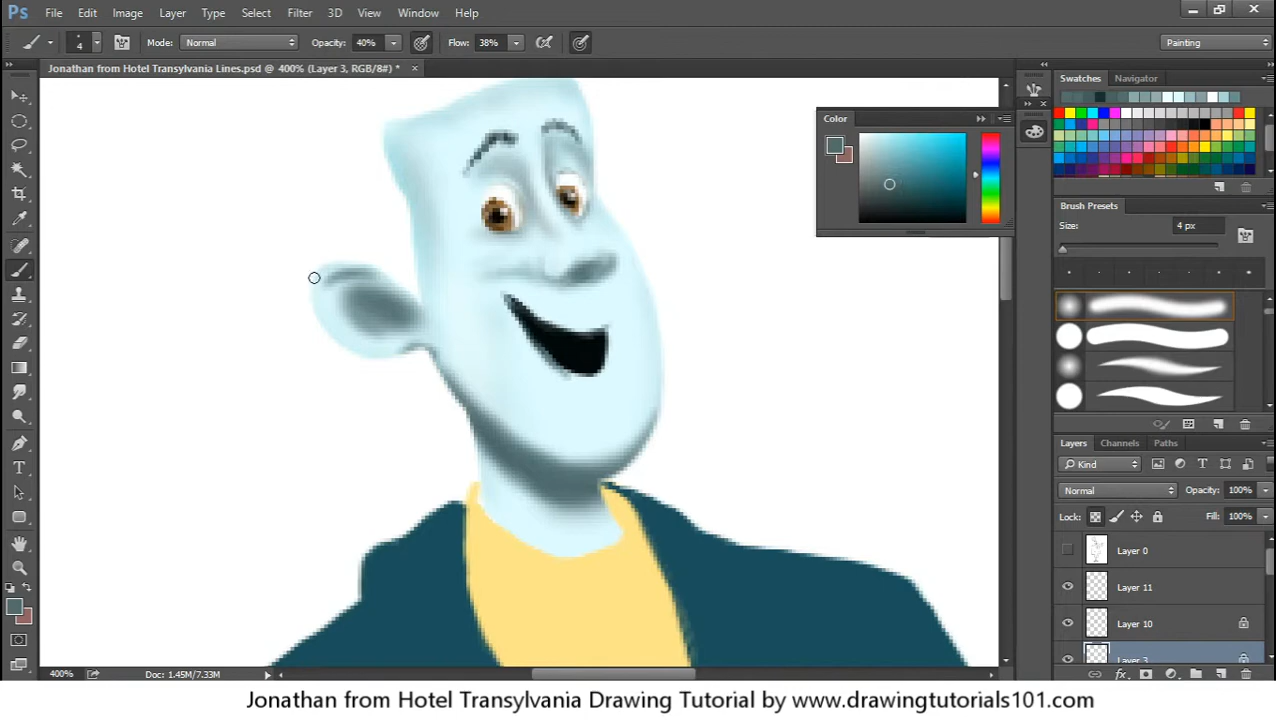 Ps File Edit Image Layer Type Select Filter 3D View Window Help
4 Mode: Normal Opacity: 40% Flow: 38% Painting
Jonathan from Hotel Transylvania Lines.psd @ 400% (Layer 3, RGB/8#) * ×
Swatches Navigator
Color
Brush Presets
Size: 4 px
Layers Channels Paths
Kind
Normal Opacity: 100%
Lock: Fill: 100%
Layer 0
Layer 11
Layer 10
Layer 3
400% Doc: 1.45M/7.33M
Jonathan from Hotel Transylvania Drawing Tutorial by www.drawingtutorials101.com